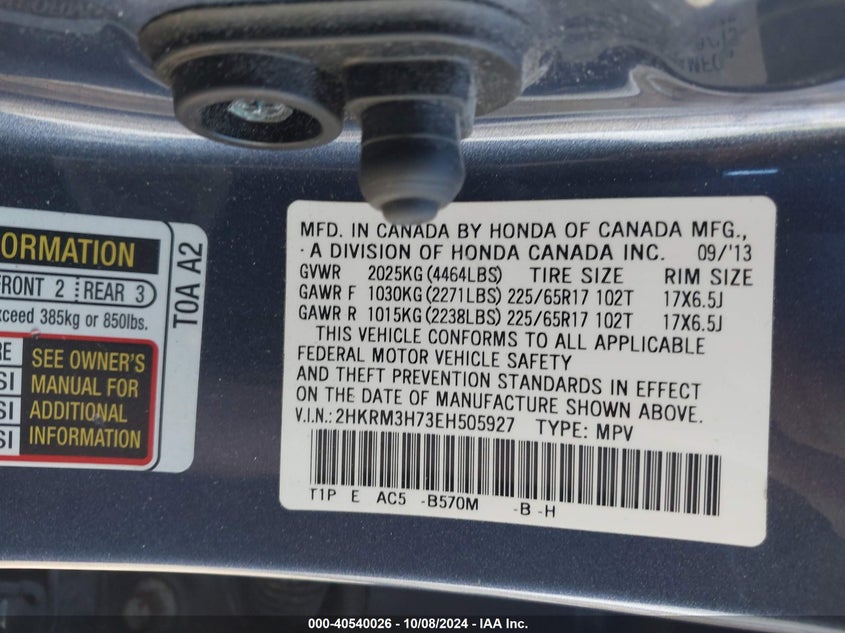 MFD. IN CANADA BY HONDA OF CANADA MFG.,
A DIVISION OF HONDA CANADA INC. 09/'13
GVWR 2025KG (4464LBS) TIRE SIZE RIM SIZE
GAWR F 1030KG (2271LBS) 225/65R17 102T 17X6.5J
GAWR R 1015KG (2238LBS) 225/65R17 102T 17X6.5J
THIS VEHICLE CONFORMS TO ALL APPLICABLE
FEDERAL MOTOR VEHICLE SAFETY
AND THEFT PREVENTION STANDARDS IN EFFECT
ON THE DATE OF MANUFACTURE SHOWN ABOVE.
V.I.N.: 2HKRM3H73EH505927 TYPE: MPV
T1P E AC5 -B570M -B -H
FRONT 2 REAR 3
385kg or 850lbs.
SEE OWNER'S
MANUAL FOR
ADDITIONAL
INFORMATION
T0A A2
000-40540026 - 10/08/2024 - IAA Inc.